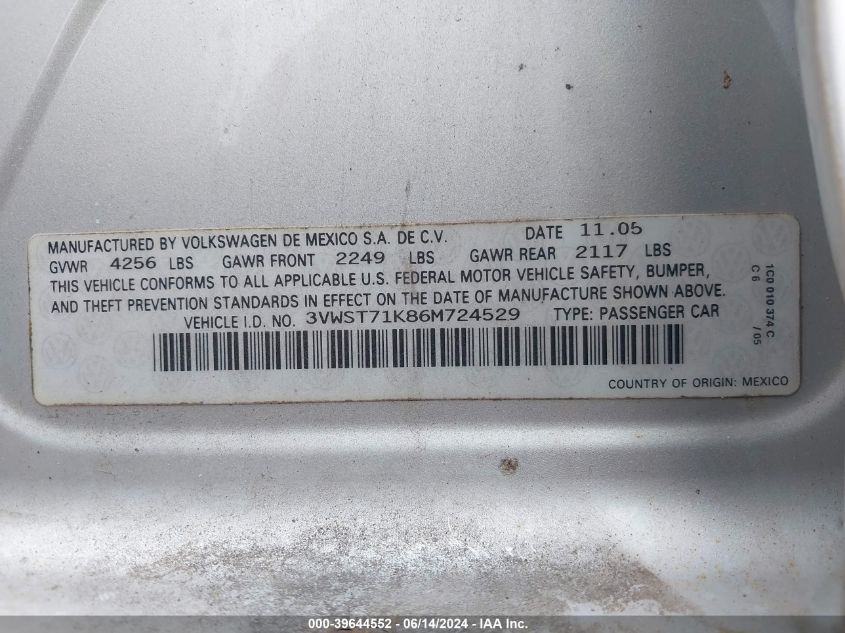 MANUFACTURED BY VOLKSWAGEN DE MEXICO S.A. DE C.V. DATE 11.05
GVWR 4256 LBS GAWR FRONT 2249 LBS GAWR REAR 2117 LBS
THIS VEHICLE CONFORMS TO ALL APPLICABLE U.S. FEDERAL MOTOR VEHICLE SAFETY, BUMPER,
AND THEFT PREVENTION STANDARDS IN EFFECT ON THE DATE OF MANUFACTURE SHOWN ABOVE.
VEHICLE I.D. NO. 3VWST71K86M724529 TYPE: PASSENGER CAR
COUNTRY OF ORIGIN: MEXICO
1C0 010 374 C
C6 /05
000-39644552 - 06/14/2024 - IAA Inc.